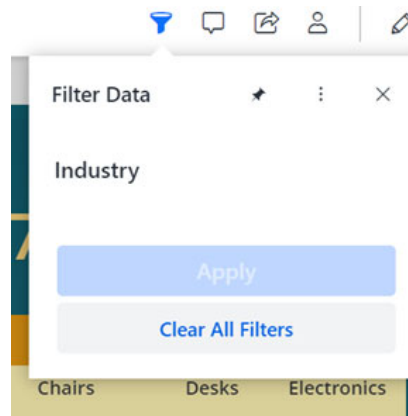 Filter Data
Industry
Apply
Clear All Filters
Chairs Desks Electronics